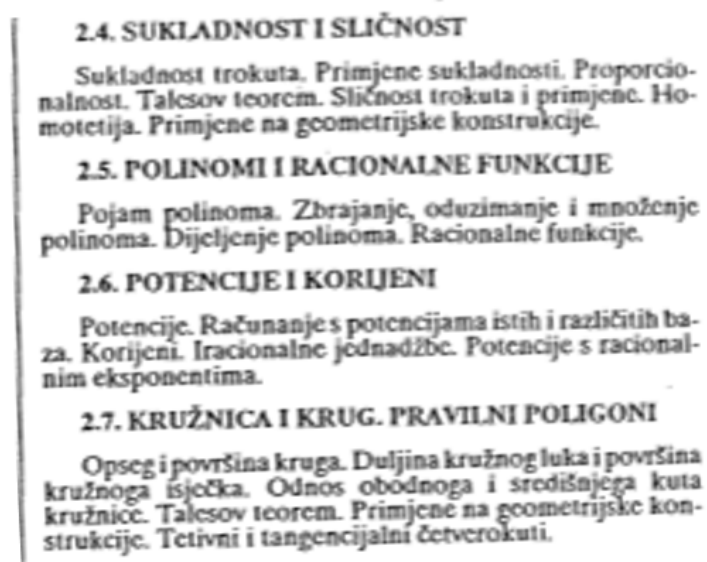 2.4. SUKLADNOST I SLIČNOST
Sukladnost trokuta. Primjene sukladnosti. Proporcio-
nalnost. Talesov teorem. Sličnost trokuta i primjene. Ho-
motetija. Primjene na geometrijske konstrukcije.
2.5. POLINOMI I RACIONALNE FUNKCIJE
Pojam polinoma. Zbrajanje, oduzimanje i množenje
polinoma. Dijeljenje polinoma. Racionalne funkcije.
2.6. POTENCIJE I KORIJENI
Potencije. Računanje s potencijama istih i različitih ba-
za. Korijeni. Iracionalne jednadžbe. Potencije s racional-
nim eksponentima.
2.7. KRUŽNICA I KRUG. PRAVILNI POLIGONI
Opseg i površina kruga. Duljina kružnog luka i površina
kružnoga isječka. Odnos obodnoga i središnjega kuta
kružnice. Talesov teorem. Primjene na geometrijske kon-
strukcije. Tetivni i tangencijalni četverokuti.